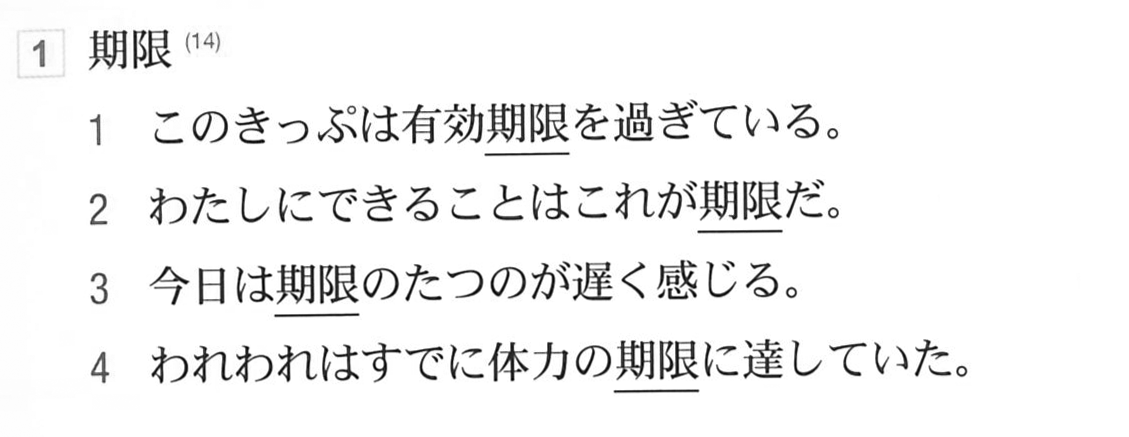 1 期限 (14)
1 このきっぷは有効期限を過ぎている。
2 わたしにできることはこれが期限だ。
3 今日は期限のたつのが遅く感じる。
4 われわれはすでに体力の期限に達していた。